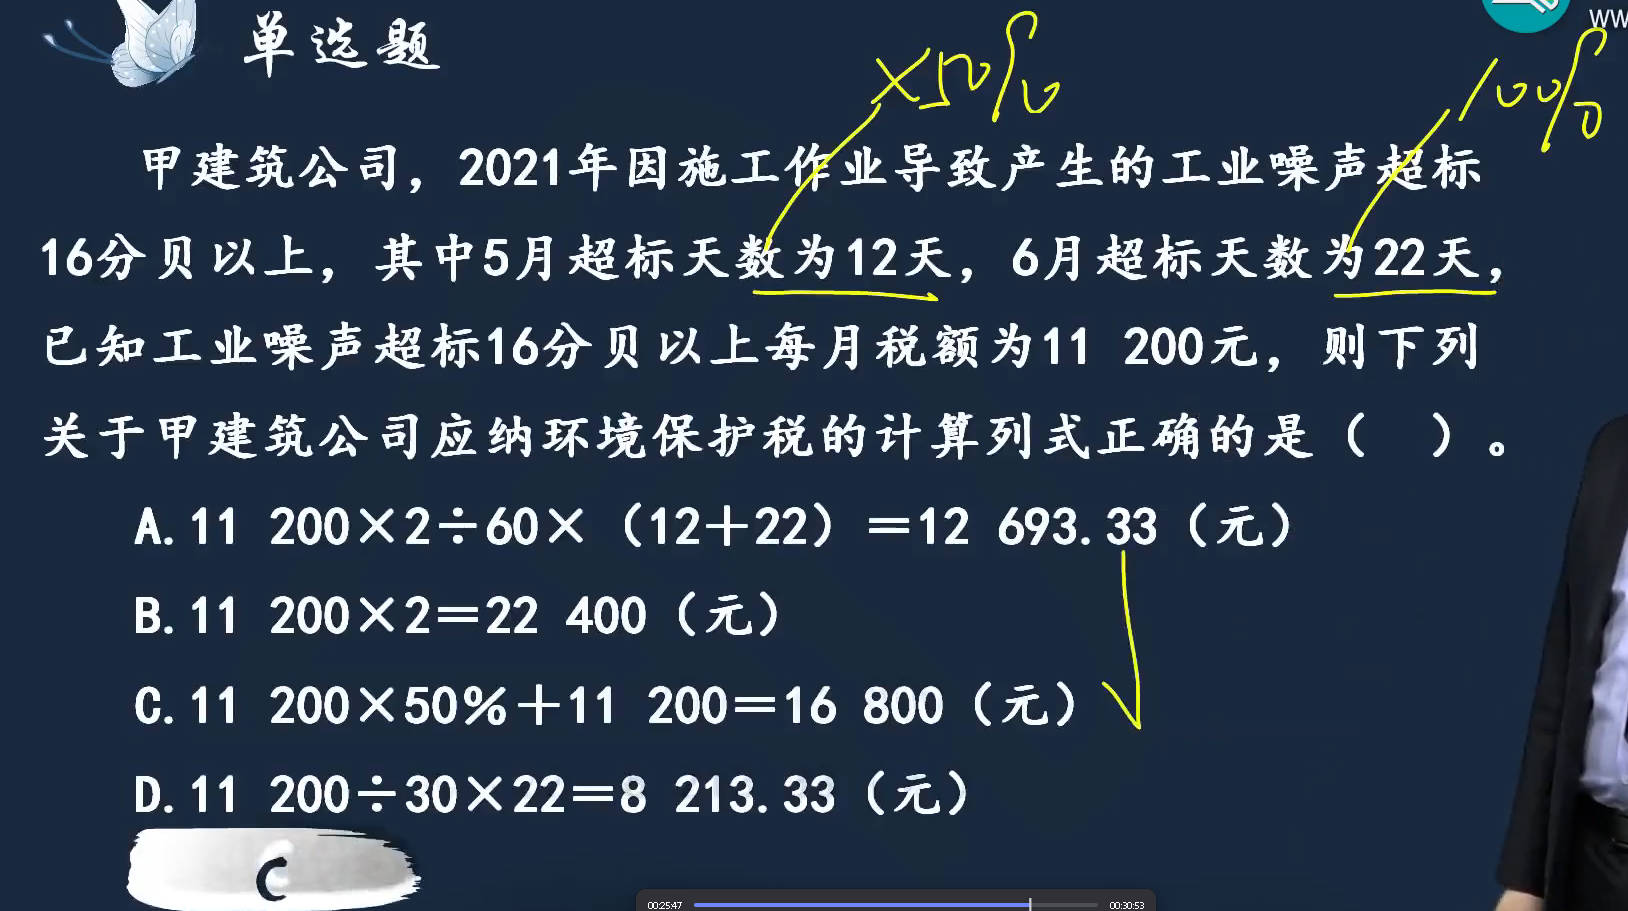 WW
单选题
×50%
100%
甲建筑公司，2021年因施工作业导致产生的工业噪声超标
16分贝以上，其中5月超标天数为12天，6月超标天数为22天，
已知工业噪声超标16分贝以上每月税额为11 200元，则下列
关于甲建筑公司应纳环境保护税的计算列式正确的是（ ）。
A.11 200×2÷60×（12＋22）＝12 693.33（元）
B.11 200×2＝22 400（元）
C.11 200×50%＋11 200＝16 800（元）
D.11 200÷30×22＝8 213.33（元）
C
00:25:47
00:30:53